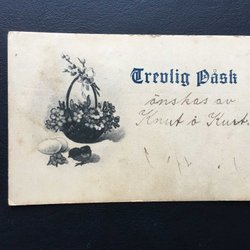 Trevlig Påsk
önskas av
Knut å Kurt.